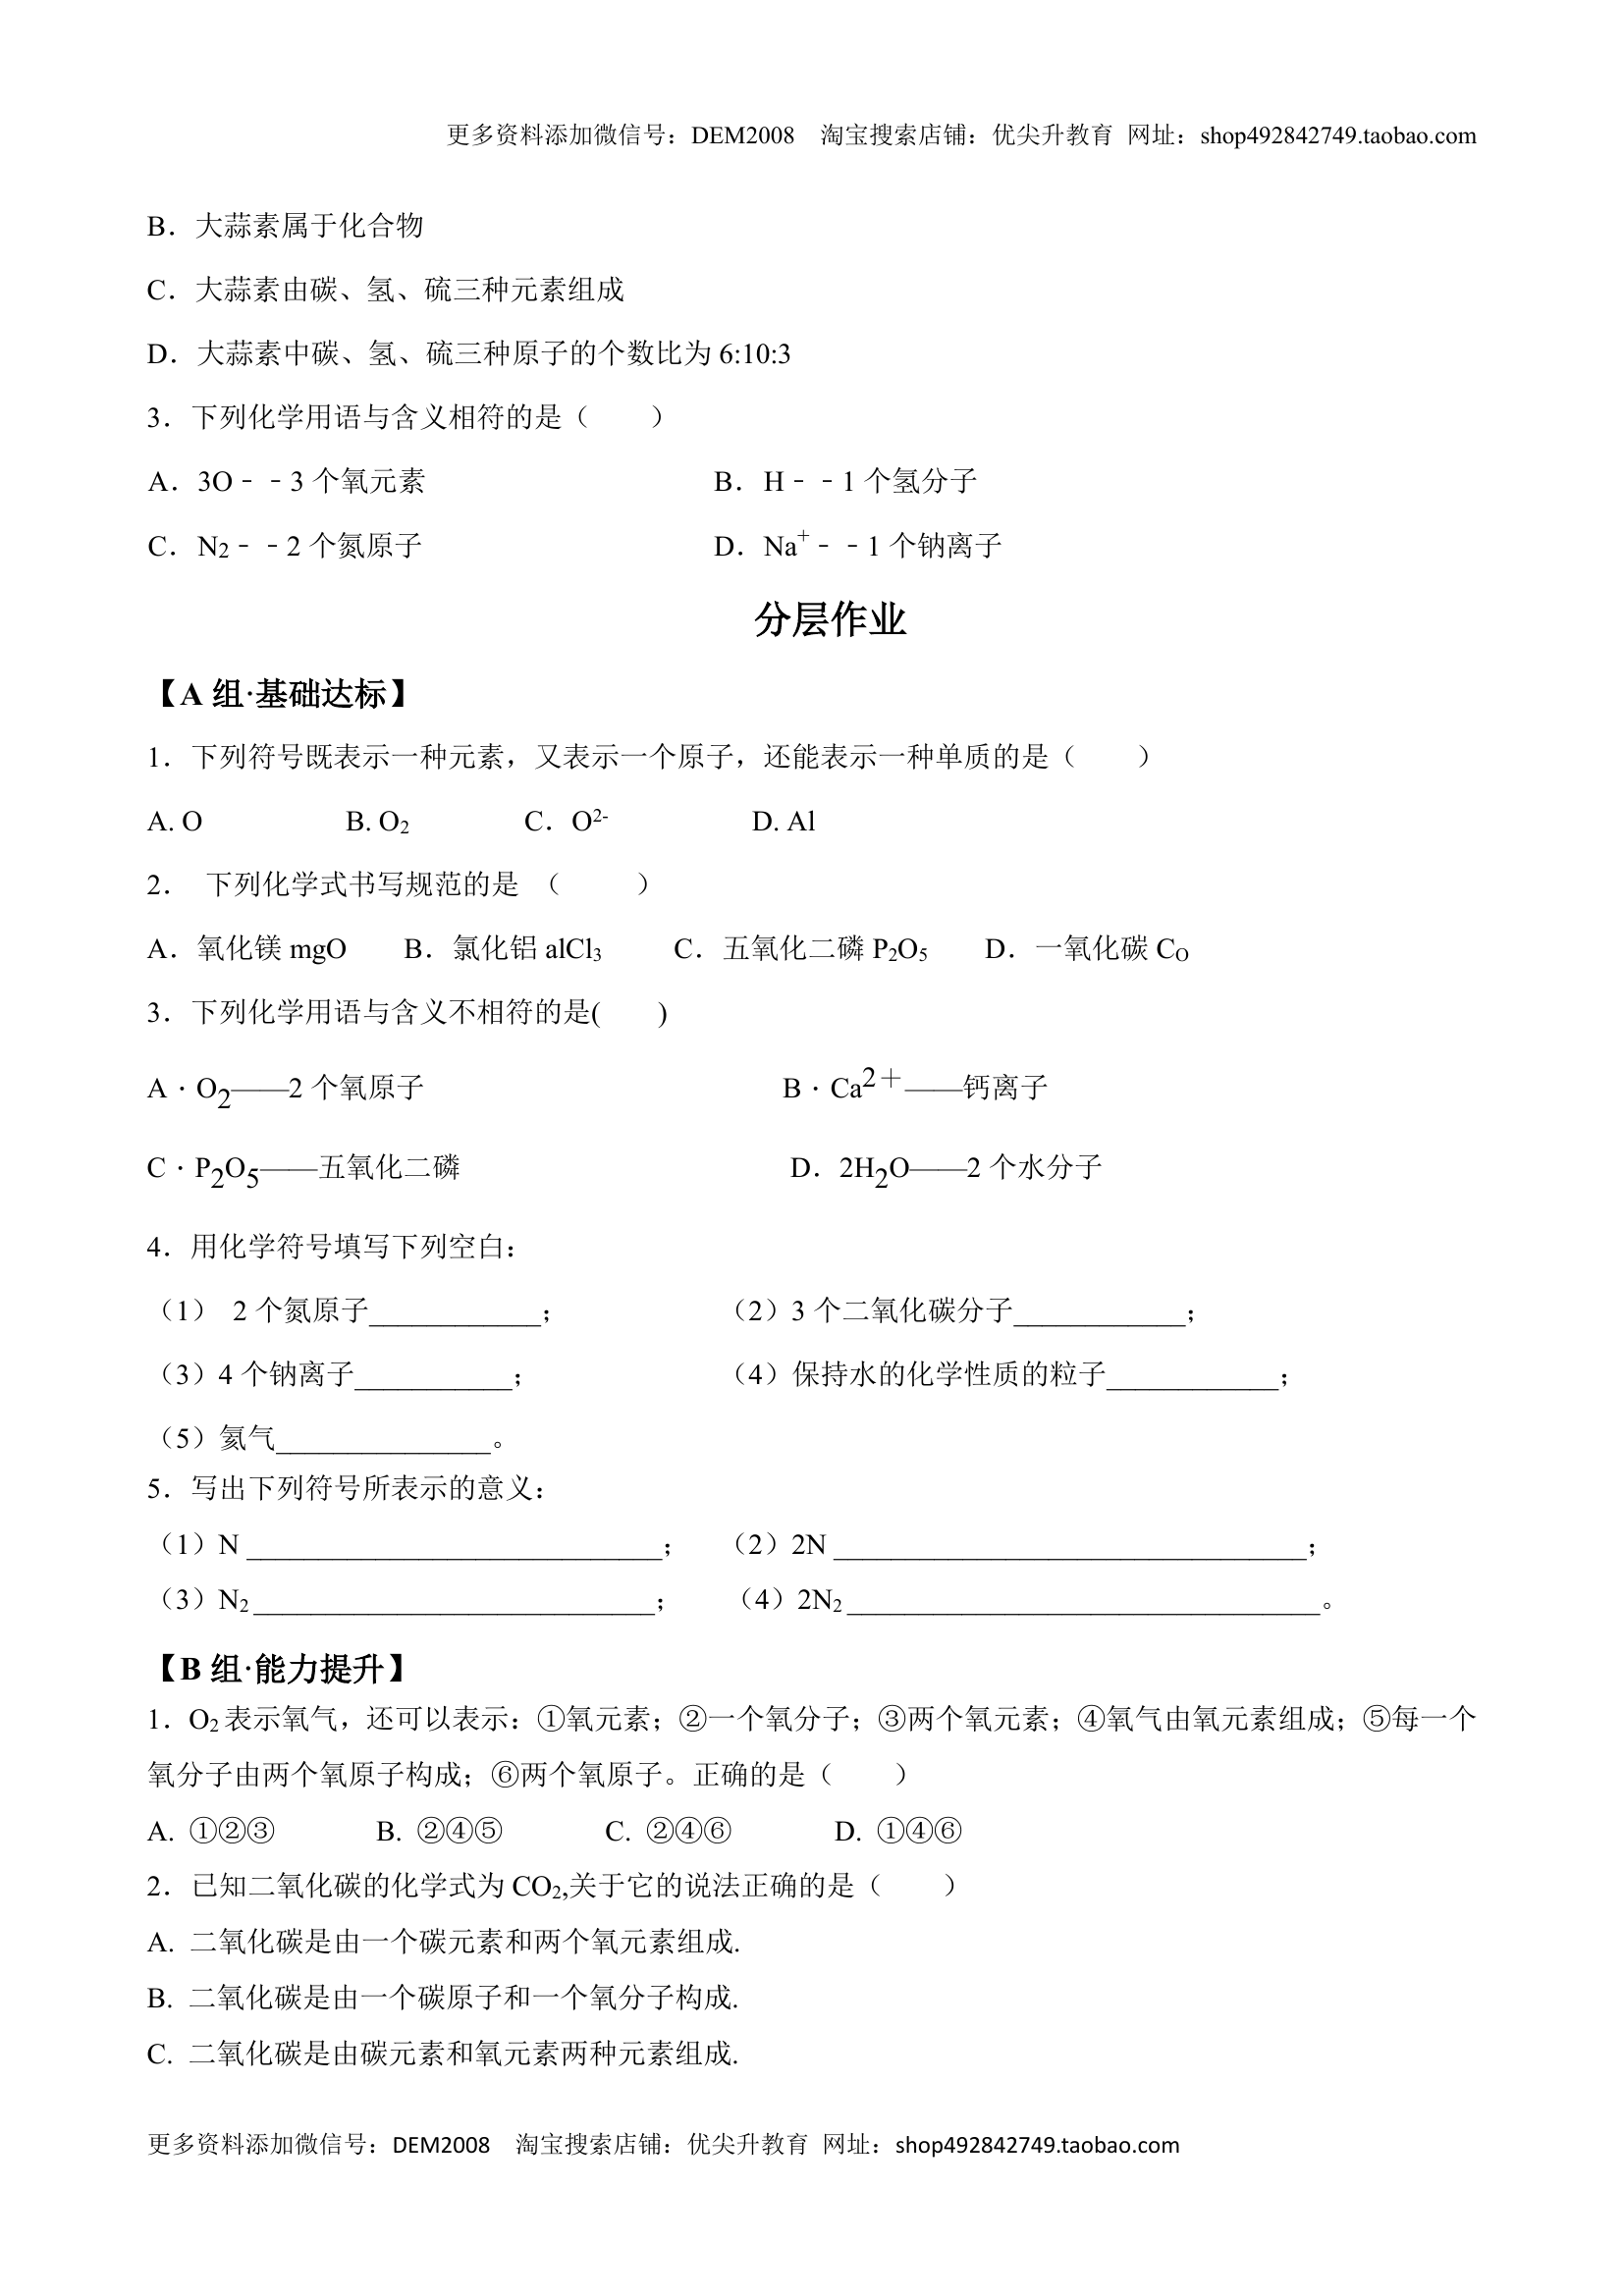 更多资料添加微信号：DEM2008 淘宝搜索店铺：优尖升教育 网址：shop492842749.taobao.com
B．大蒜素属于化合物
C．大蒜素由碳、氢、硫三种元素组成
D．大蒜素中碳、氢、硫三种原子的个数比为 6:10:3
3．下列化学用语与含义相符的是（　　）
A．3O﹣﹣3 个氧元素 B．H﹣﹣1 个氢分子
C．N₂﹣﹣2 个氮原子 D．Na⁺﹣﹣1 个钠离子
分层作业
【A 组·基础达标】
1．下列符号既表示一种元素，又表示一个原子，还能表示一种单质的是（　　）
A. O B. O₂ C．O²⁻ D. Al
2． 下列化学式书写规范的是 （　　）
A．氧化镁 mgO B．氯化铝 alCl₃ C．五氧化二磷 P₂O₅ D．一氧化碳 Cᴏ
3．下列化学用语与含义不相符的是(　　)
A．O₂——2 个氧原子 B．Ca²⁺——钙离子
C．P₂O₅——五氧化二磷 D．2H₂O——2 个水分子
4．用化学符号填写下列空白：
（1） 2 个氮原子____________； （2）3 个二氧化碳分子____________；
（3）4 个钠离子___________； （4）保持水的化学性质的粒子____________；
（5）氦气_______________。
5．写出下列符号所表示的意义：
（1）N _____________________________； （2）2N _________________________________；
（3）N₂ ____________________________； （4）2N₂ _________________________________。
【B 组·能力提升】
1．O₂ 表示氧气，还可以表示：①氧元素；②一个氧分子；③两个氧元素；④氧气由氧元素组成；⑤每一个
氧分子由两个氧原子构成；⑥两个氧原子。正确的是（　　）
A. ①②③ B. ②④⑤ C. ②④⑥ D. ①④⑥
2．已知二氧化碳的化学式为 CO₂,关于它的说法正确的是（　　）
A. 二氧化碳是由一个碳元素和两个氧元素组成.
B. 二氧化碳是由一个碳原子和一个氧分子构成.
C. 二氧化碳是由碳元素和氧元素两种元素组成.
更多资料添加微信号：DEM2008 淘宝搜索店铺：优尖升教育 网址：shop492842749.taobao.com